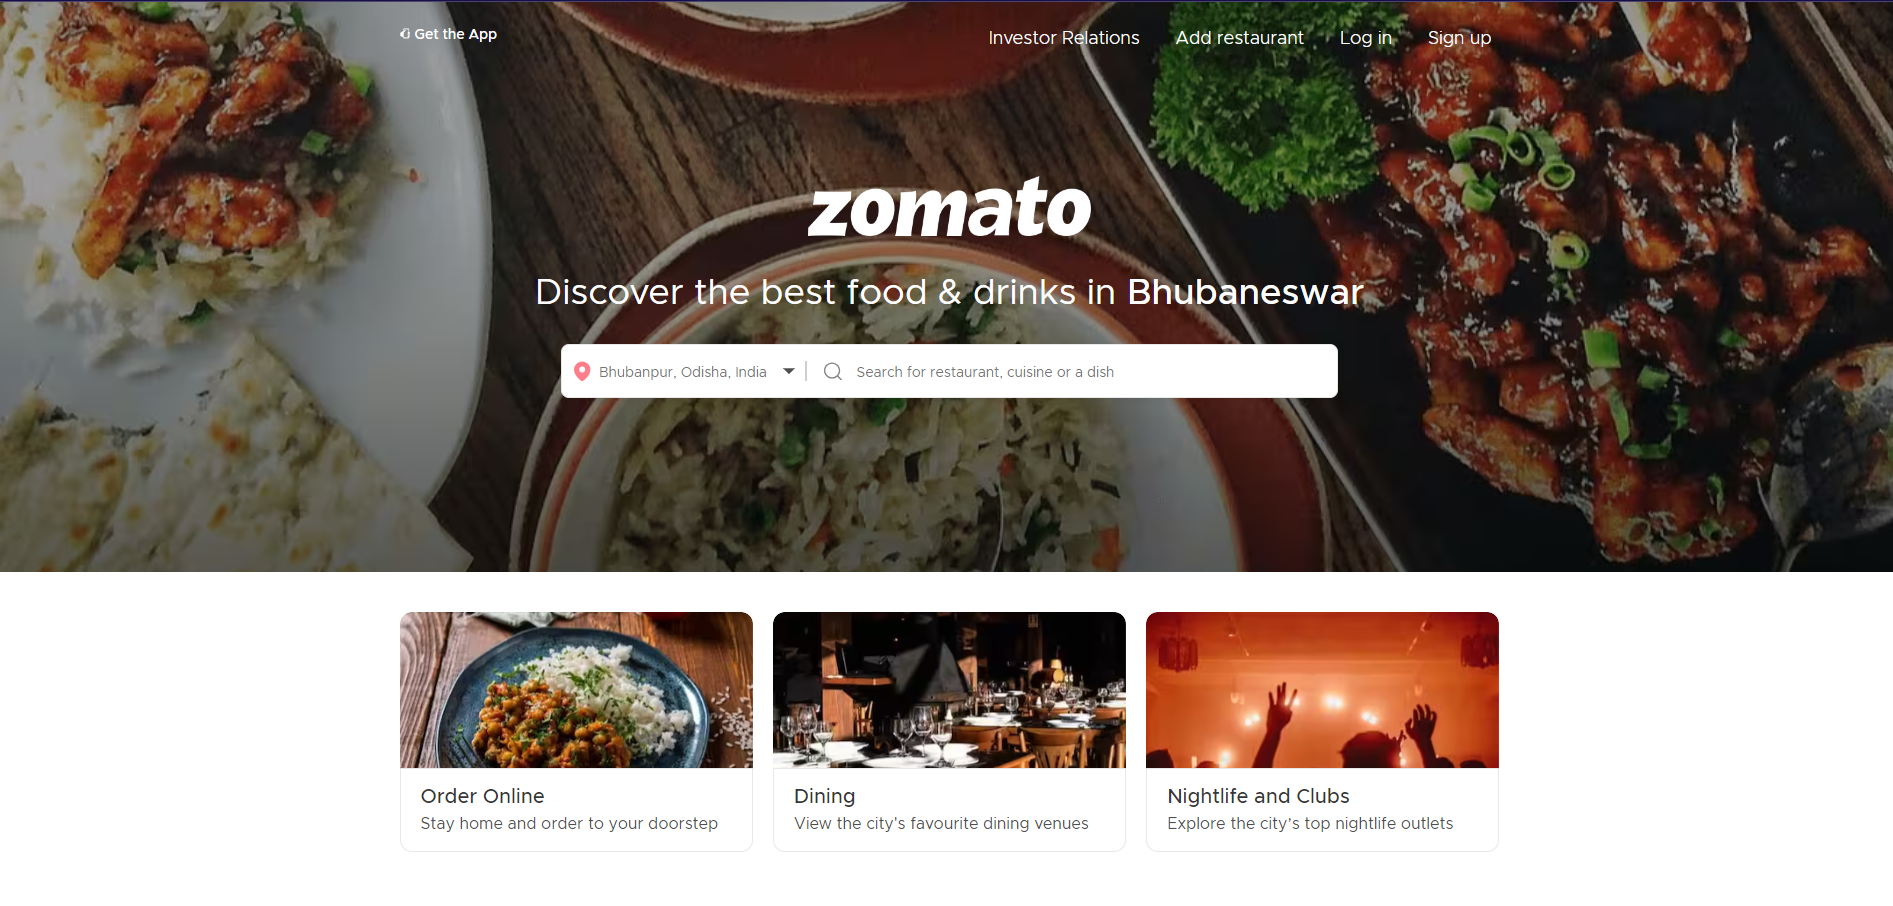 Get the App
Investor Relations
Add restaurant
Log in
Sign up
zomato
Discover the best food & drinks in Bhubaneswar
Bhubanpur, Odisha, India
Search for restaurant, cuisine or a dish
Order Online
Stay home and order to your doorstep
Dining
View the city's favourite dining venues
Nightlife and Clubs
Explore the city's top nightlife outlets